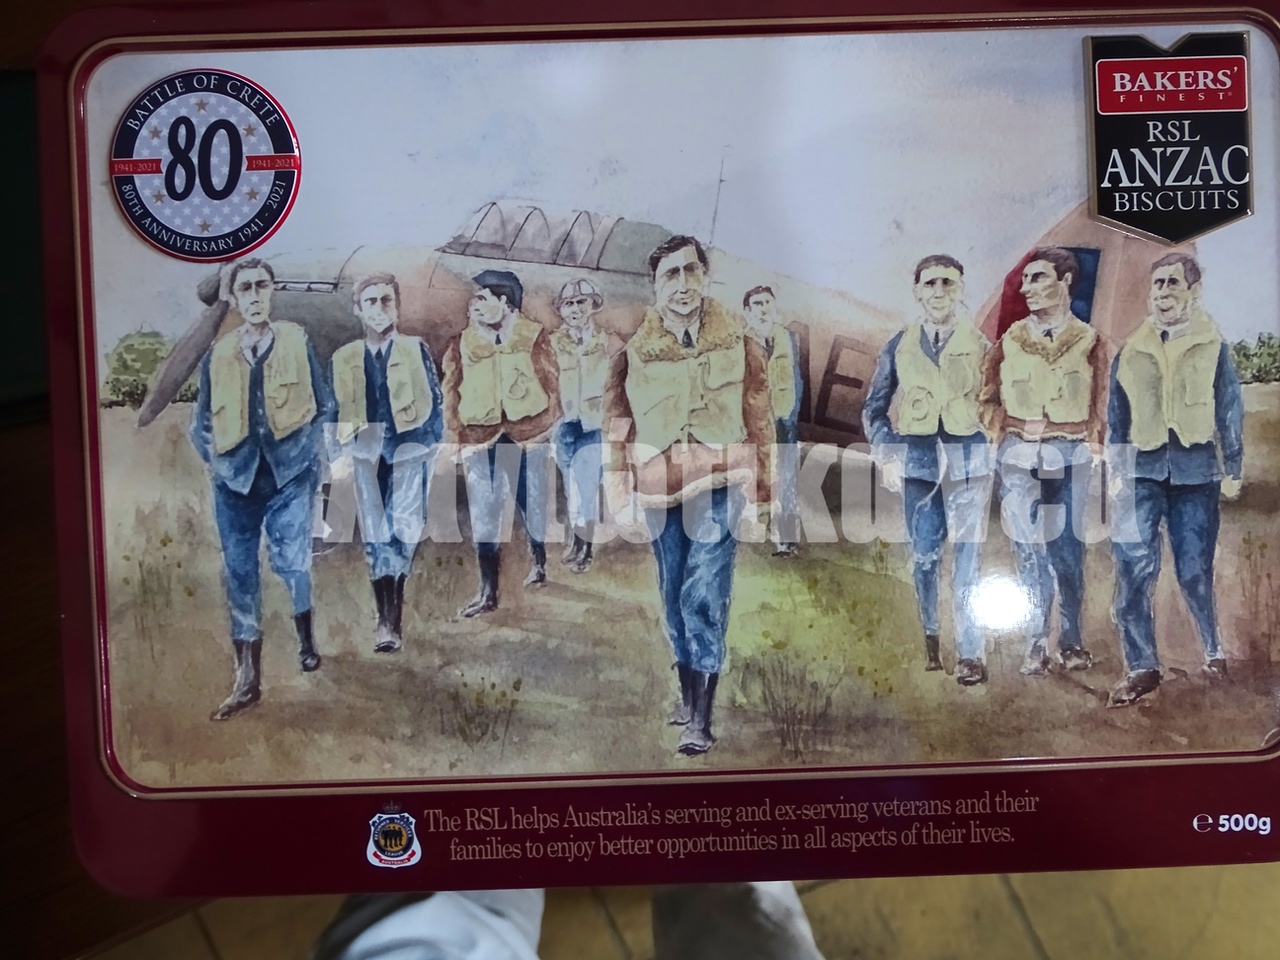 BATTLE OF CRETE
80
1941-2021 1941-2021
80TH ANNIVERSARY 1941 - 2021
BAKERS'
FINEST®
RSL
ANZAC
BISCUITS
E
Χανιώτικα νέα
The RSL helps Australia's serving and ex-serving veterans and their
families to enjoy better opportunities in all aspects of their lives.
LEAGUE
AUSTRALIA
℮ 500g